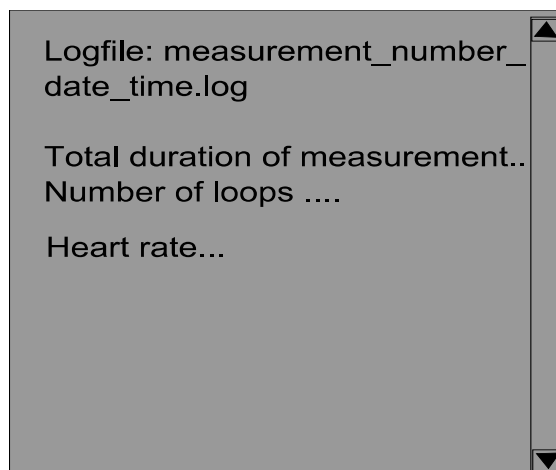 Logfile: measurement_number_
date_time.log
Total duration of measurement..
Number of loops ....
Heart rate...